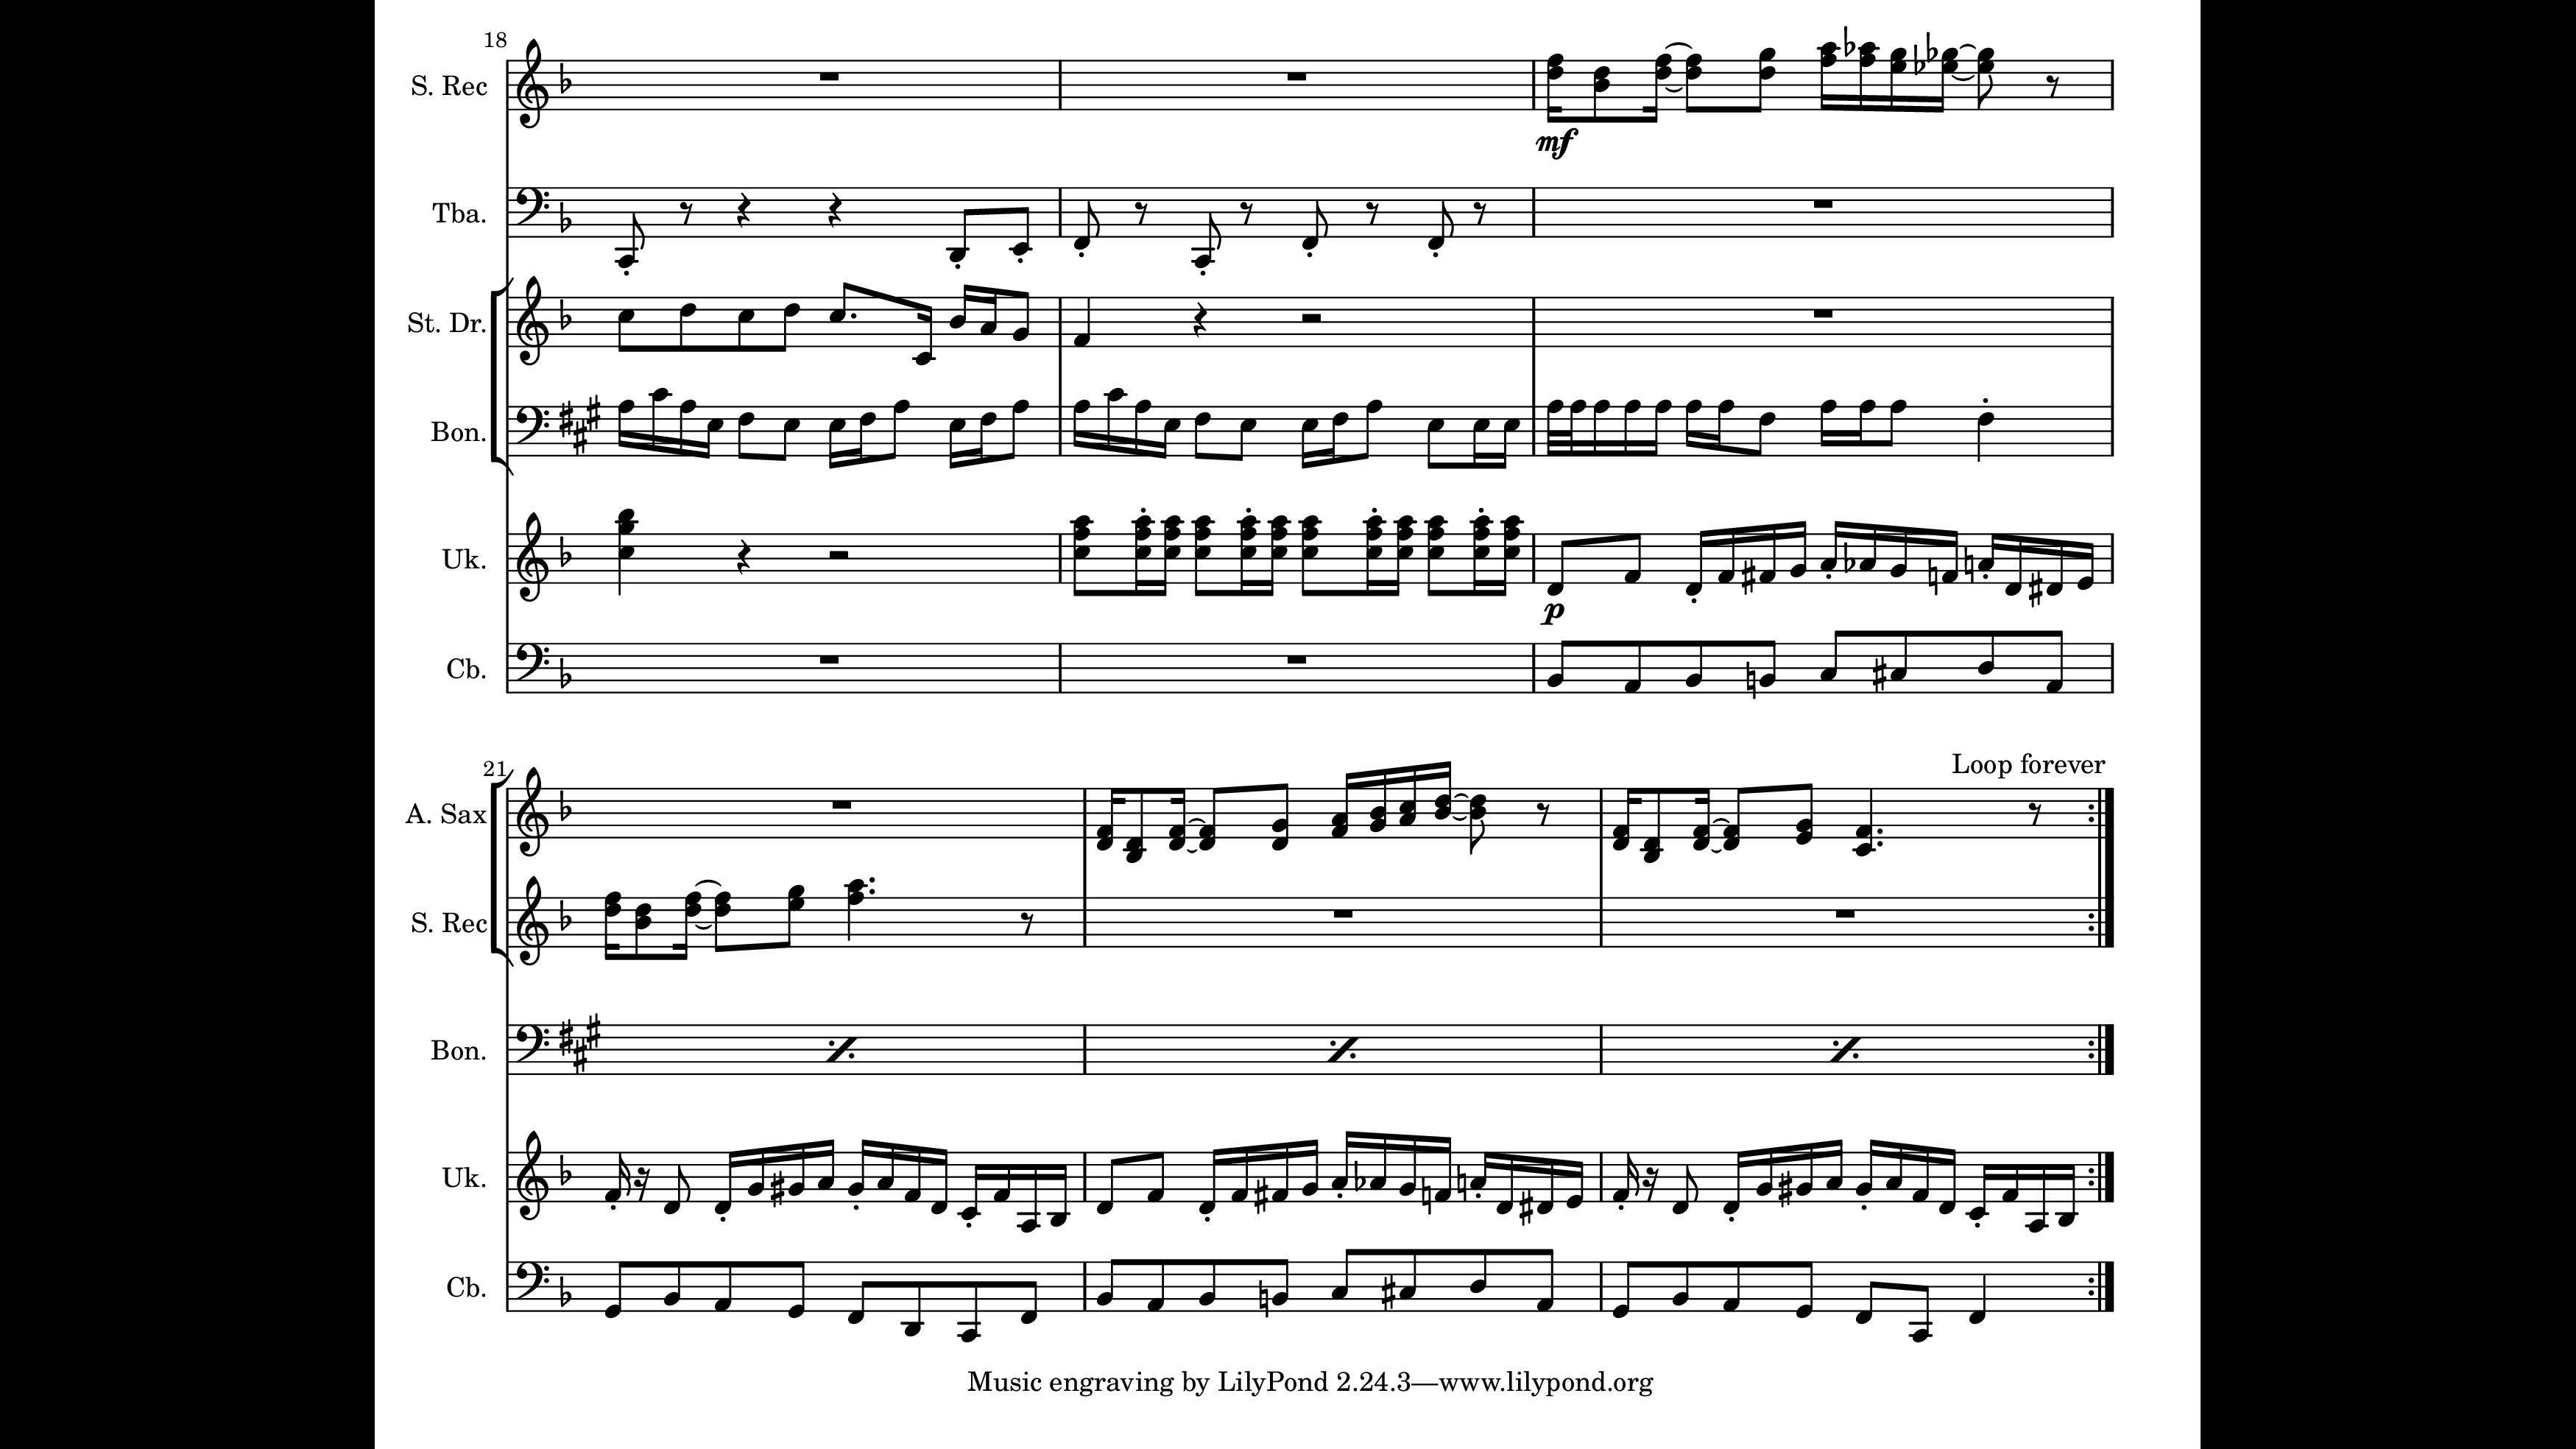 18
S. Rec
mf
Tba.
St. Dr.
Bon.
Uk.
p
Cb.
21
Loop forever
A. Sax
S. Rec
Bon.
Uk.
Cb.
Music engraving by LilyPond 2.24.3—www.lilypond.org